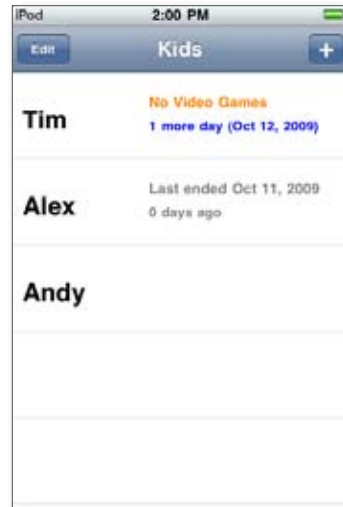 iPod 2:00 PM
Edit Kids +
No Video Games
Tim
1 more day (Oct 12, 2009)
Last ended Oct 11, 2009
Alex
0 days ago
Andy